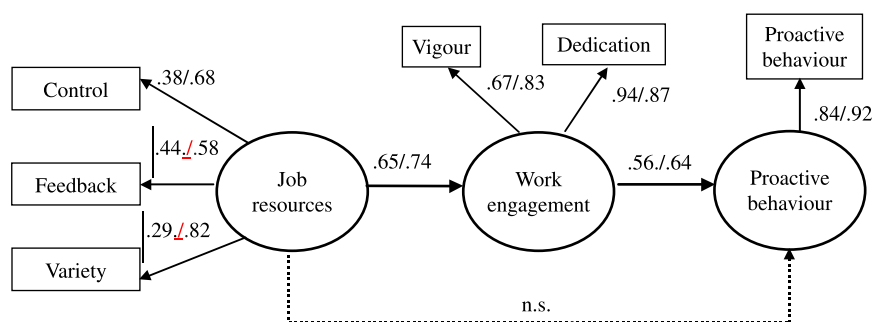 Proactive
behaviour
Vigour
Dedication
.67/.83
.94/.87
.84/.92
Control
.38/.68
.44./.58
Feedback
Job
resources
.65/.74
Work
engagement
.56./.64
Proactive
behaviour
.29./.82
Variety
n.s.